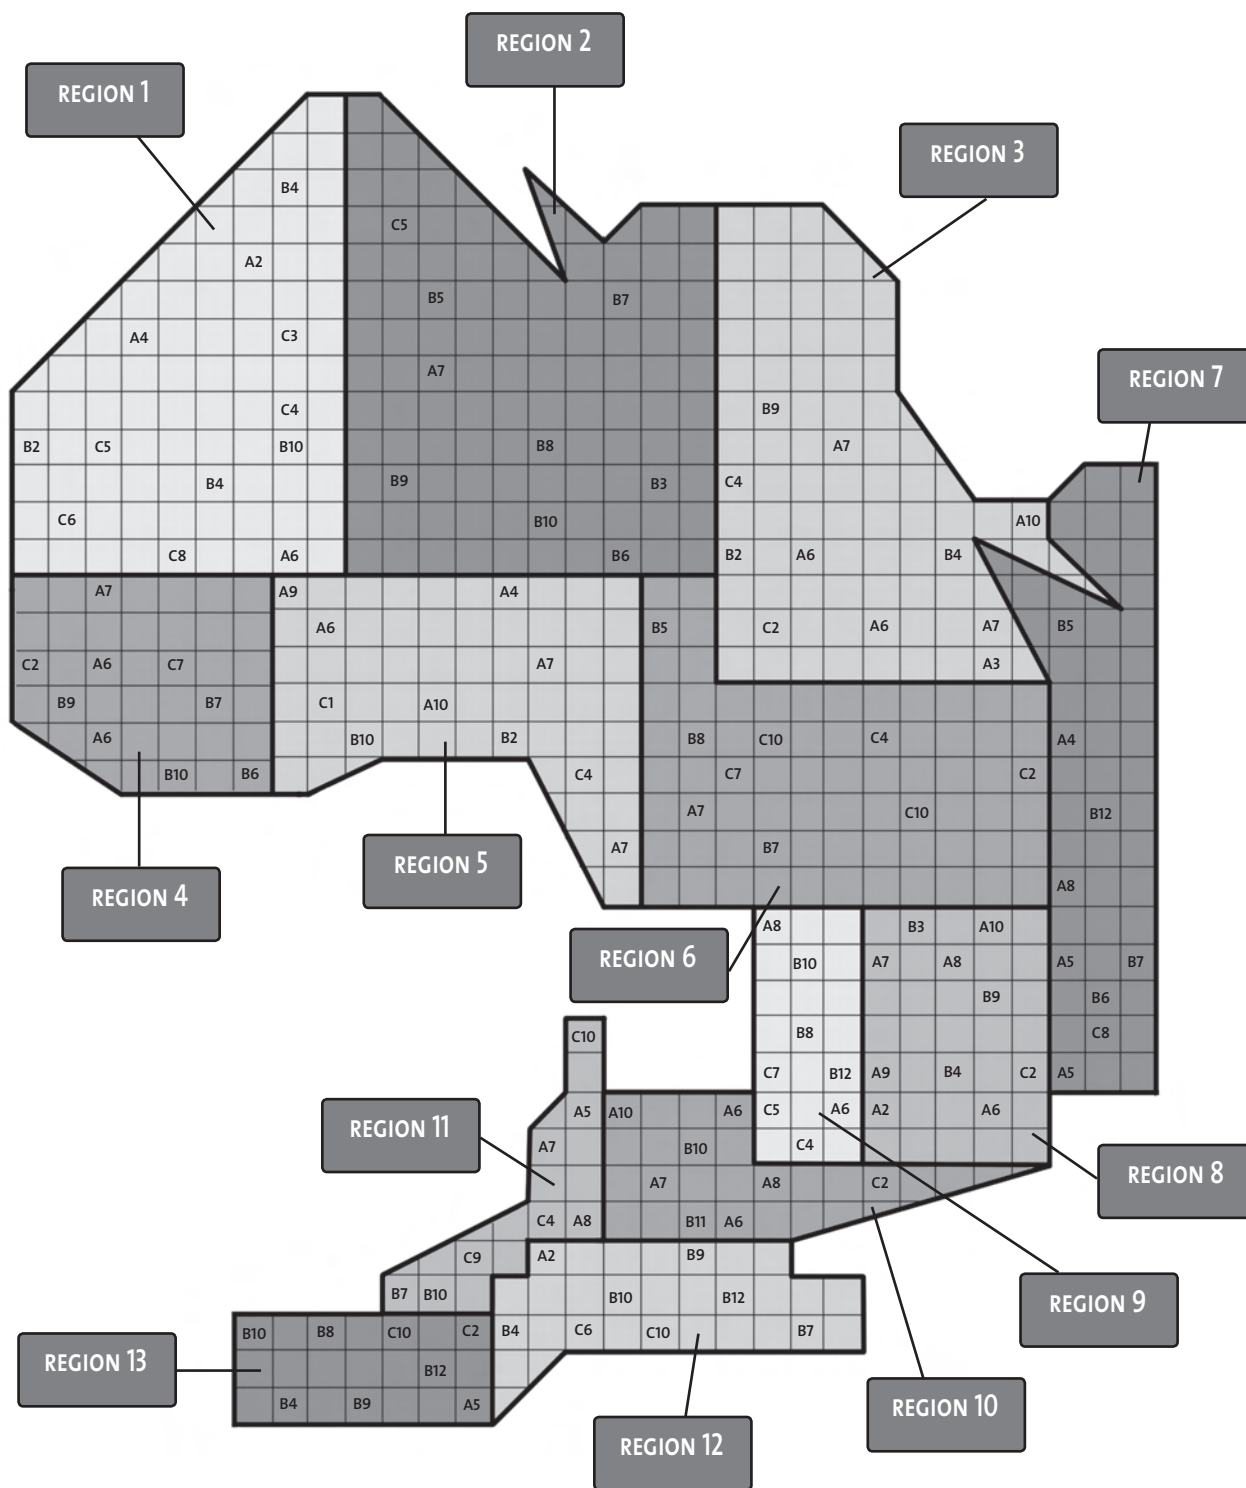 REGION 2
REGION 1
REGION 3
B4
C5
A2
B5 B7
A4 C3
REGION 7
A7
C4 B9
B2 C5 B10 B8 A7
B4 B9 B3 C4
C6 B10 A10
C8 A6 B6 B2 A6 B4
A7 A9 A4
A6 B5 C2 A6 A7 B5
C2 A6 C7 A7 A3
B9 B7 C1 A10
A6 B10 B2 B8 C10 C4 A4
B10 B6 C4 C7 C2
A7 C10 B12
A7 B7
REGION 5
REGION 4
A8
A8 B3 A10
REGION 6
B10 A7 A8 A5 B7
B9 B6
C10 B8 C8
C7 B12 A9 B4 C2 A5
A5 A10 A6 C5 A6 A2 A6
REGION 11
A7 B10 C4
A7 A8 C2
REGION 8
C4 A8 B11 A6
C9 A2 B9
B7 B10 B10 B12
REGION 9
B10 B8 C10 C2 B4 C6 C10 B7
REGION 13
B12
B4 B9 A5
REGION 10
REGION 12